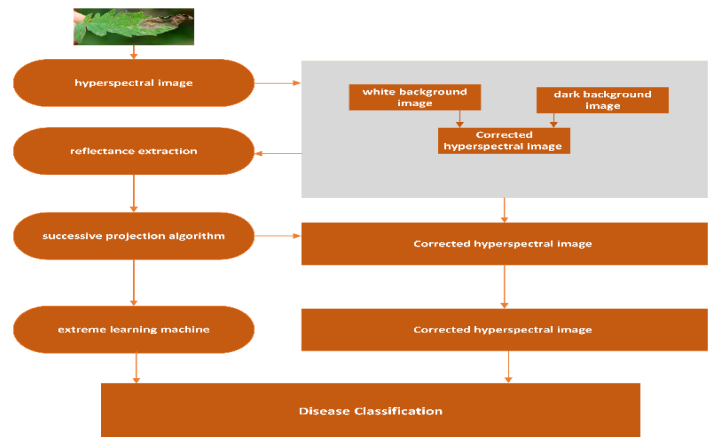 hyperspectral image
white background
image
dark background
image
Corrected
hyperspectral image
reflectance extraction
successive projection algorithm
Corrected hyperspectral image
extreme learning machine
Corrected hyperspectral image
Disease Classification